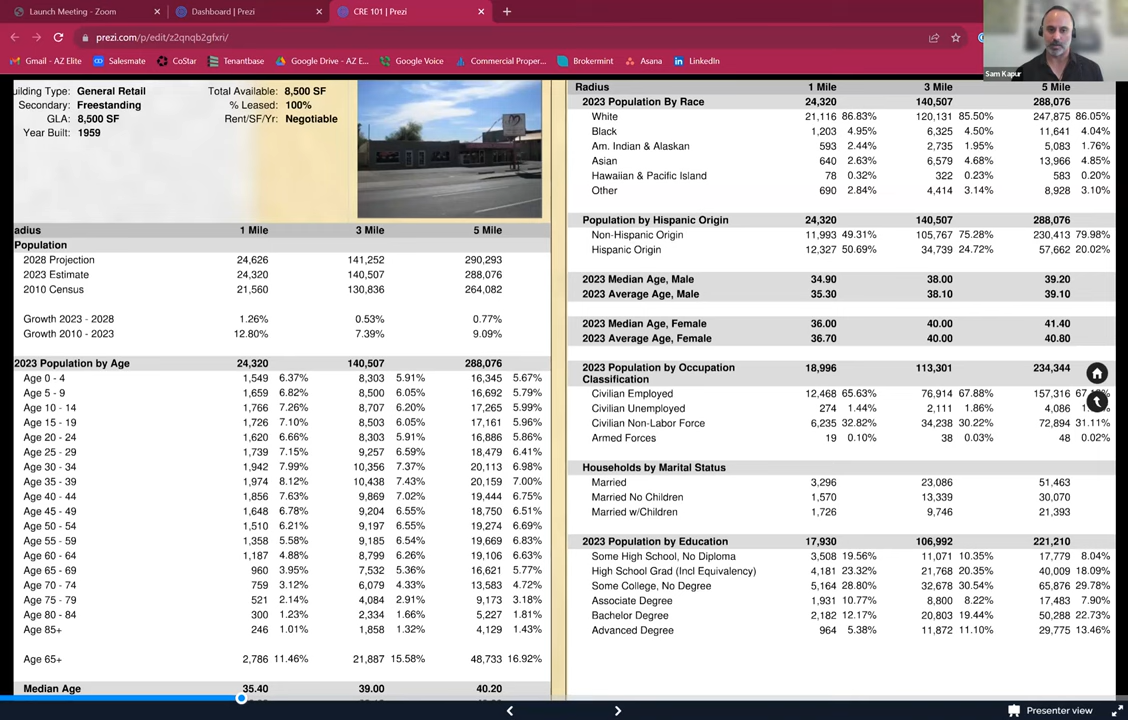 Launch Meeting - Zoom
Dashboard | Prezi
CRE 101 | Prezi
prezi.com/p/edit/z2qnqb2gfxri/
Gmail - AZ Elite
Salesmate
CoStar
Tenantbase
Google Drive - AZ E...
Google Voice
Commercial Proper...
Brokermint
Asana
LinkedIn
Sam Kapur
uilding Type: General Retail
Secondary: Freestanding
GLA: 8,500 SF
Year Built: 1959
Total Available: 8,500 SF
% Leased: 100%
Rent/SF/Yr: Negotiable
adius 1 Mile 3 Mile 5 Mile
Population
2028 Projection 24,626 141,252 290,293
2023 Estimate 24,320 140,507 288,076
2010 Census 21,560 130,836 264,082
Growth 2023 - 2028 1.26% 0.53% 0.77%
Growth 2010 - 2023 12.80% 7.39% 9.09%
2023 Population by Age 24,320 140,507 288,076
Age 0 - 4 1,549 6.37% 8,303 5.91% 16,345 5.67%
Age 5 - 9 1,659 6.82% 8,500 6.05% 16,692 5.79%
Age 10 - 14 1,766 7.26% 8,707 6.20% 17,265 5.99%
Age 15 - 19 1,726 7.10% 8,503 6.05% 17,161 5.96%
Age 20 - 24 1,620 6.66% 8,303 5.91% 16,886 5.86%
Age 25 - 29 1,739 7.15% 9,257 6.59% 18,479 6.41%
Age 30 - 34 1,942 7.99% 10,356 7.37% 20,113 6.98%
Age 35 - 39 1,974 8.12% 10,438 7.43% 20,159 7.00%
Age 40 - 44 1,856 7.63% 9,869 7.02% 19,444 6.75%
Age 45 - 49 1,648 6.78% 9,204 6.55% 18,750 6.51%
Age 50 - 54 1,510 6.21% 9,197 6.55% 19,274 6.69%
Age 55 - 59 1,358 5.58% 9,185 6.54% 19,669 6.83%
Age 60 - 64 1,187 4.88% 8,799 6.26% 19,106 6.63%
Age 65 - 69 960 3.95% 7,532 5.36% 16,621 5.77%
Age 70 - 74 759 3.12% 6,079 4.33% 13,583 4.72%
Age 75 - 79 521 2.14% 4,084 2.91% 9,173 3.18%
Age 80 - 84 300 1.23% 2,334 1.66% 5,227 1.81%
Age 85+ 246 1.01% 1,858 1.32% 4,129 1.43%
Age 65+ 2,786 11.46% 21,887 15.58% 48,733 16.92%
Median Age 35.40 39.00 40.20
Radius 1 Mile 3 Mile 5 Mile
2023 Population By Race 24,320 140,507 288,076
White 21,116 86.83% 120,131 85.50% 247,875 86.05%
Black 1,203 4.95% 6,325 4.50% 11,641 4.04%
Am. Indian & Alaskan 593 2.44% 2,735 1.95% 5,083 1.76%
Asian 640 2.63% 6,579 4.68% 13,966 4.85%
Hawaiian & Pacific Island 78 0.32% 322 0.23% 583 0.20%
Other 690 2.84% 4,414 3.14% 8,928 3.10%
Population by Hispanic Origin 24,320 140,507 288,076
Non-Hispanic Origin 11,993 49.31% 105,767 75.28% 230,413 79.98%
Hispanic Origin 12,327 50.69% 34,739 24.72% 57,662 20.02%
2023 Median Age, Male 34.90 38.00 39.20
2023 Average Age, Male 35.30 38.10 39.10
2023 Median Age, Female 36.00 40.00 41.40
2023 Average Age, Female 36.70 40.00 40.80
2023 Population by Occupation 18,996 113,301 234,344
Classification
Civilian Employed 12,468 65.63% 76,914 67.88% 157,316
Civilian Unemployed 274 1.44% 2,111 1.86% 4,086
Civilian Non-Labor Force 6,235 32.82% 34,238 30.22% 72,894 31.11%
Armed Forces 19 0.10% 38 0.03% 48 0.02%
Households by Marital Status
Married 3,296 23,086 51,463
Married No Children 1,570 13,339 30,070
Married w/Children 1,726 9,746 21,393
2023 Population by Education 17,930 106,992 221,210
Some High School, No Diploma 3,508 19.56% 11,071 10.35% 17,779 8.04%
High School Grad (Incl Equivalency) 4,181 23.32% 21,768 20.35% 40,009 18.09%
Some College, No Degree 5,164 28.80% 32,678 30.54% 65,876 29.78%
Associate Degree 1,931 10.77% 8,800 8.22% 17,483 7.90%
Bachelor Degree 2,182 12.17% 20,803 19.44% 50,288 22.73%
Advanced Degree 964 5.38% 11,872 11.10% 29,775 13.46%
Presenter view